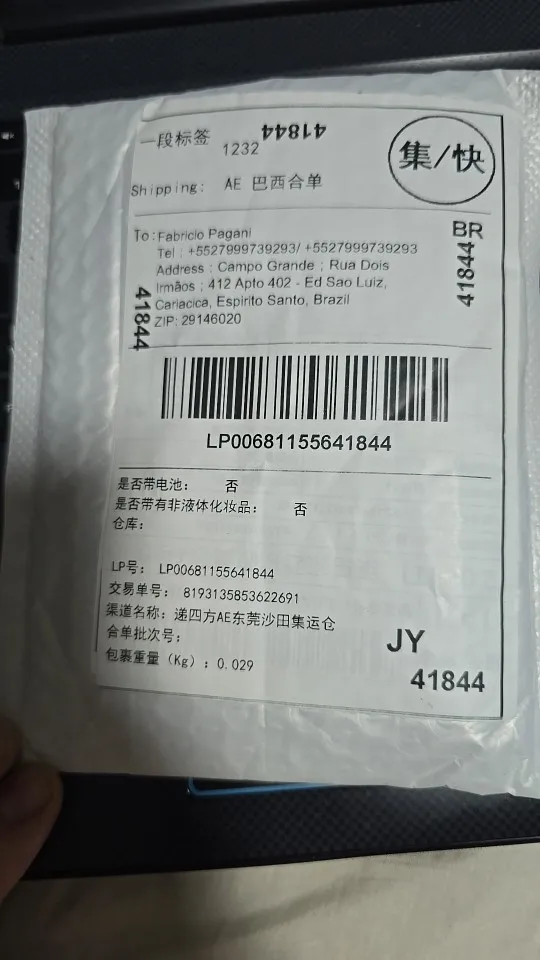 一段标签
41844
1232
集/快
Shipping: AE 巴西合单
To:Fabricio Pagani
Tel : +5527999739293/ +5527999739293
Address : Campo Grande ; Rua Dois
Irmãos ; 412 Apto 402 - Ed Sao Luiz,
Cariacica, Espirito Santo, Brazil
ZIP: 29146020
BR
41844
41844
LP00681155641844
是否带电池: 否
是否带有非液体化妆品: 否
仓库:
LP号: LP00681155641844
交易单号: 8193135853622691
渠道名称: 递四方AE东莞沙田集运仓
合单批次号:
包裹重量(Kg): 0.029
JY
41844